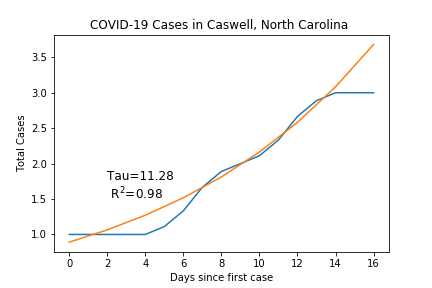 COVID-19 Cases in Caswell, North Carolina
Total Cases
3.5
3.0
2.5
2.0
1.5
1.0
Tau=11.28
R²=0.98
0 2 4 6 8 10 12 14 16
Days since first case